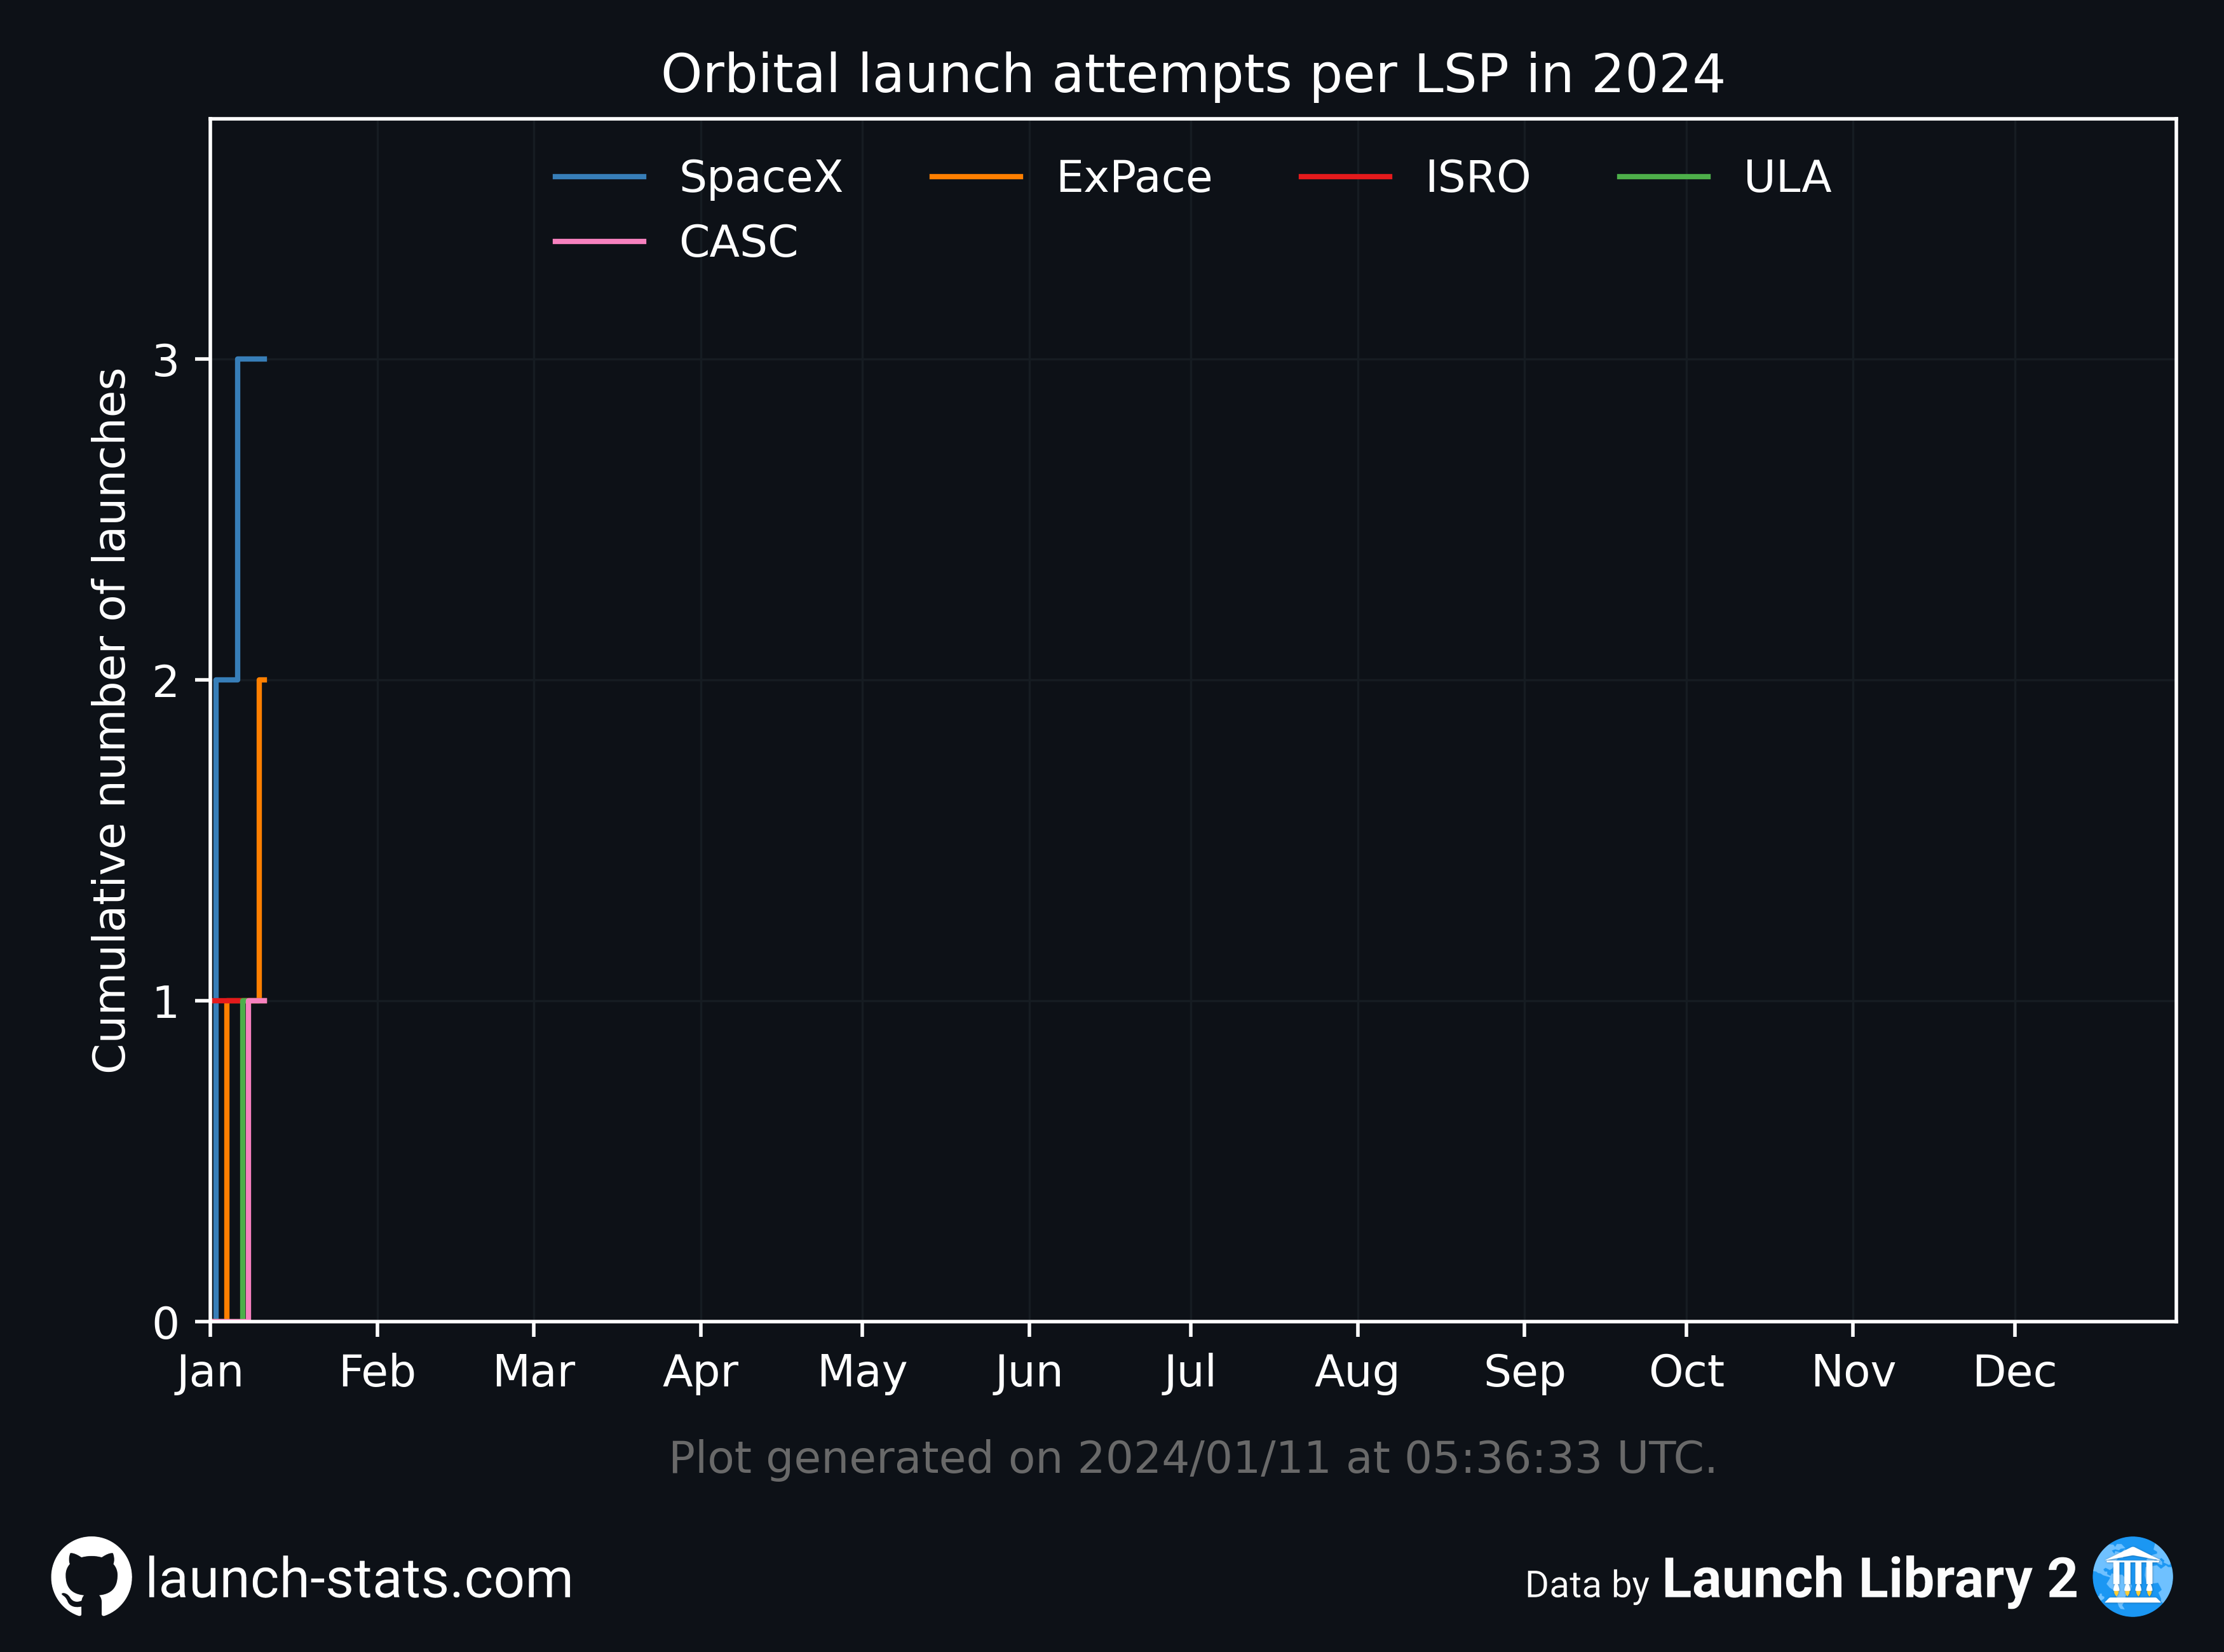 Orbital launch attempts per LSP in 2024
SpaceX ExPace ISRO ULA
CASC
Cumulative number of launches
3
2
1
0
Jan Feb Mar Apr May Jun Jul Aug Sep Oct Nov Dec
Plot generated on 2024/01/11 at 05:36:33 UTC.
launch-stats.com
Data by Launch Library 2